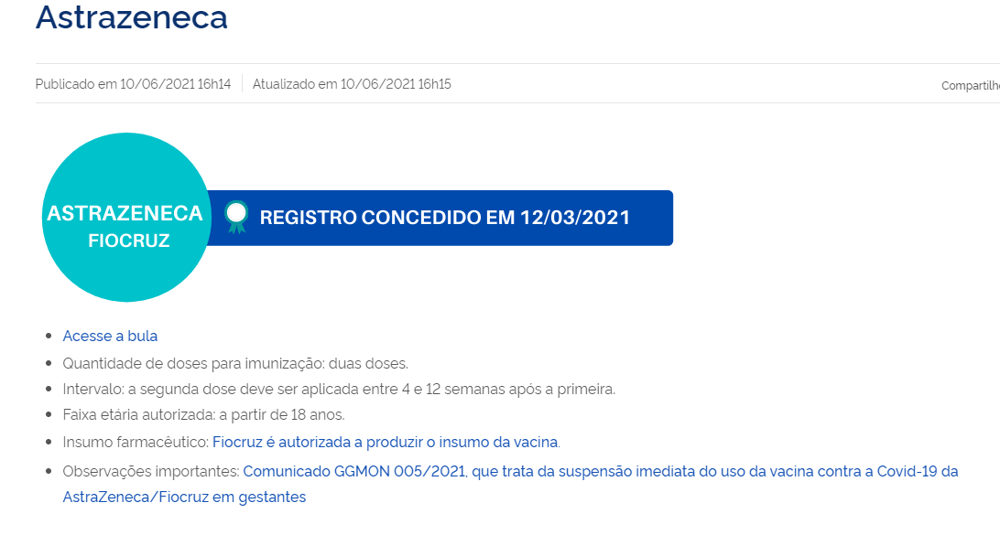 Astrazeneca
Publicado em 10/06/2021 16h14 Atualizado em 10/06/2021 16h15
ASTRAZENECA
FIOCRUZ
REGISTRO CONCEDIDO EM 12/03/2021
Acesse a bula
Quantidade de doses para imunização: duas doses.
Intervalo: a segunda dose deve ser aplicada entre 4 e 12 semanas após a primeira.
Faixa etária autorizada: a partir de 18 anos.
Insumo farmacêutico: Fiocruz é autorizada a produzir o insumo da vacina.
Observações importantes: Comunicado GGMON 005/2021, que trata da suspensão imediata do uso da vacina contra a Covid-19 da
AstraZeneca/Fiocruz em gestantes